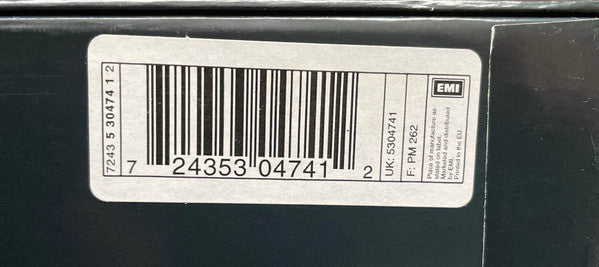 7243 5 30474 1 2
7 24353 04741 2
UK: 5304741
F: PM 262
EMI
Place of manufacture as
stated on label.
Marketed and distributed
by EMI.
Printed in the EU.